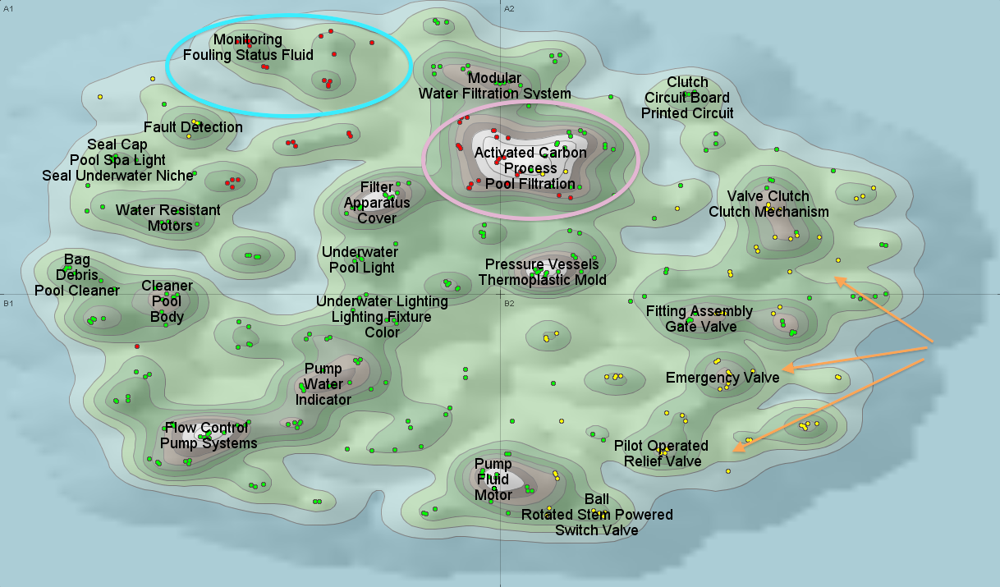 A1
A2
Monitoring
Fouling Status Fluid
Modular
Water Filtration System
Clutch
Circuit Board
Printed Circuit
Fault Detection
Seal Cap
Pool Spa Light
Seal Underwater Niche
Activated Carbon
Process
Pool Filtration
Filter
Apparatus
Cover
Valve Clutch
Clutch Mechanism
Water Resistant
Motors
Underwater
Pool Light
Pressure Vessels
Thermoplastic Mold
Bag
Debris
Pool Cleaner
Cleaner
Pool
Body
B1
B2
Underwater Lighting
Lighting Fixture
Color
Fitting Assembly
Gate Valve
Pump
Water
Indicator
Emergency Valve
Flow Control
Pump Systems
Pilot Operated
Relief Valve
Pump
Fluid
Motor
Ball
Rotated Stem Powered
Switch Valve